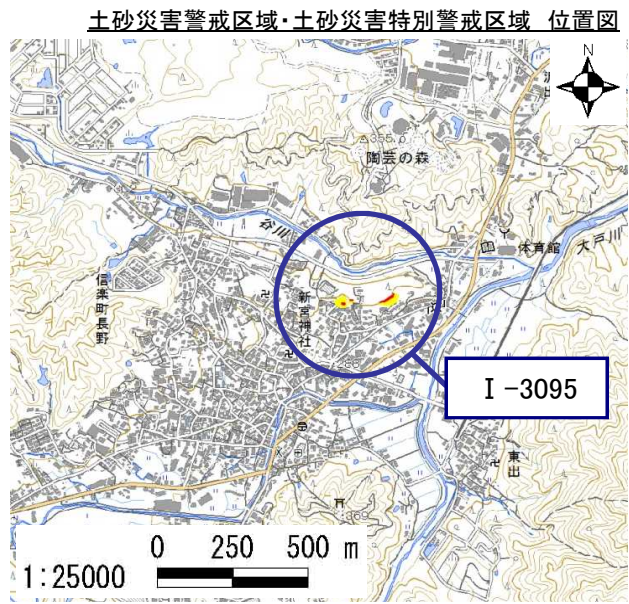 土砂災害警戒区域・土砂災害特別警戒区域 位置図
N
355.0
陶芸の森
谷川
体育館
大戸川
信楽町長野
新宮神社
I-3095
東出
0 250 500 m
1:25000